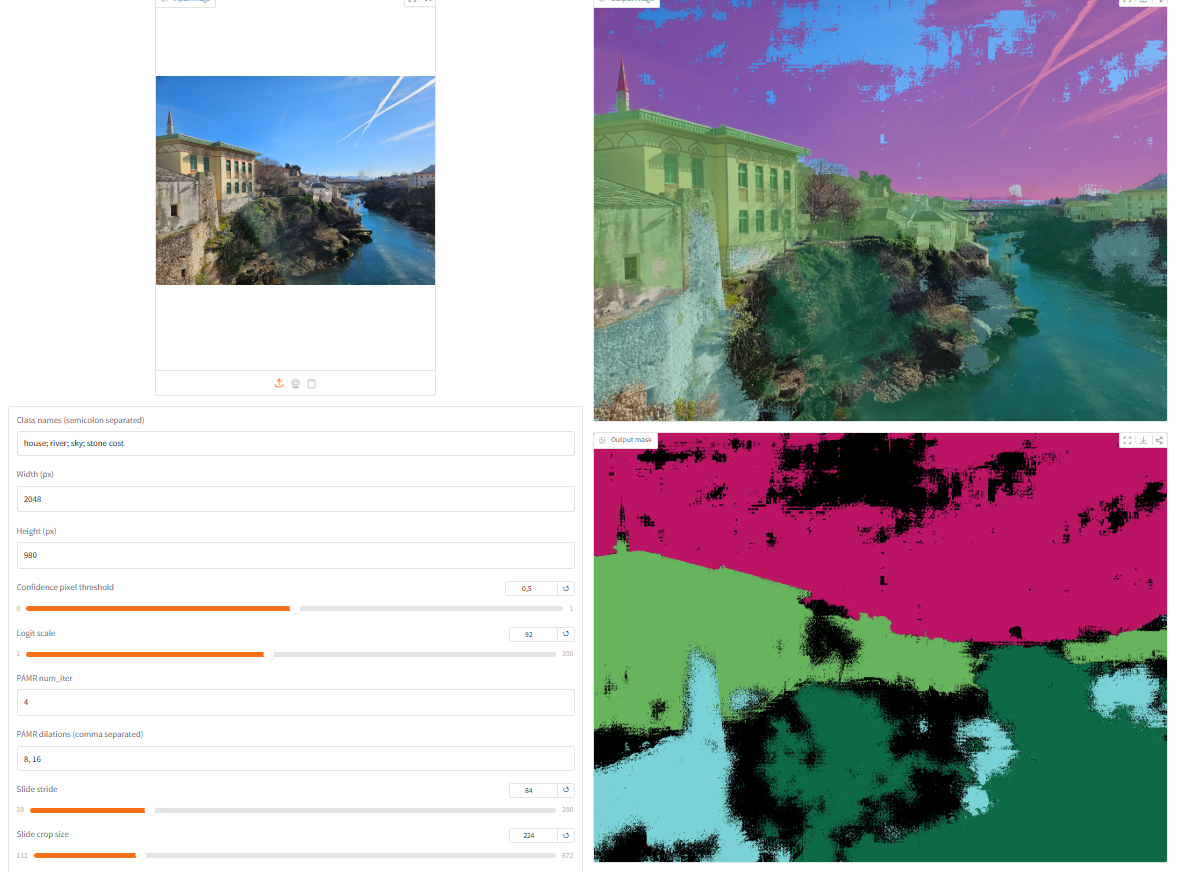 Input image
Output image
Class names (semicolon separated)
house; river; sky; stone cost
Width (px)
2048
Height (px)
980
Confidence pixel threshold
0,5
0
1
Logit scale
92
1
200
PAMR num_iter
4
PAMR dilations (comma separated)
8, 16
Slide stride
84
28
280
Slide crop size
224
112
672
Output mask